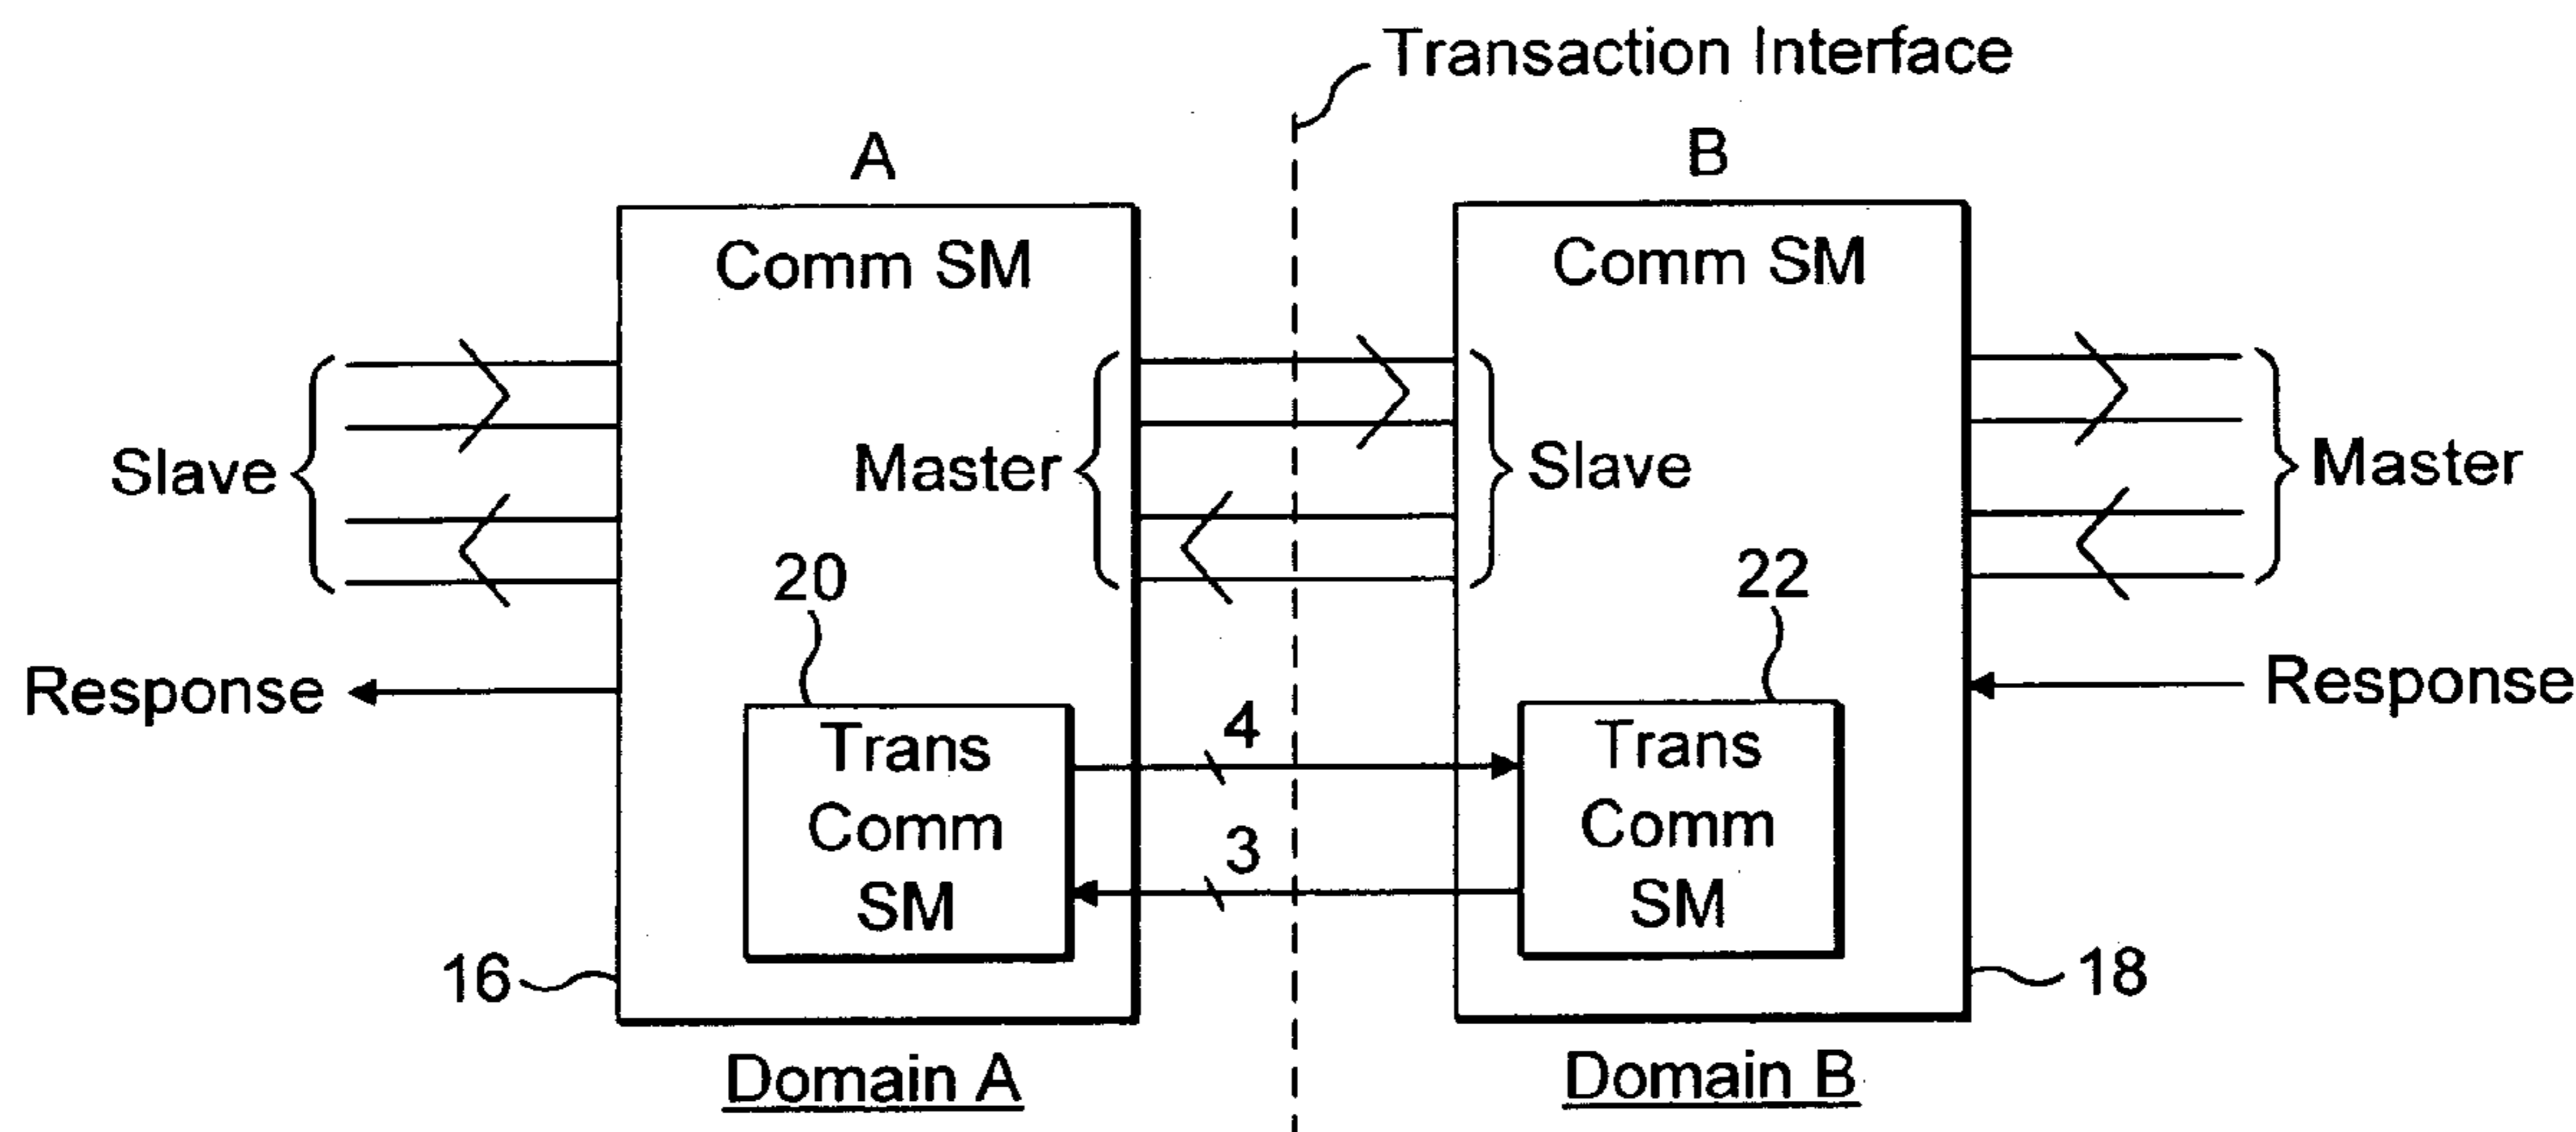 Transaction Interface
A
B
Comm SM
Comm SM
Slave
Master
Slave
Master
20
22
Response
Response
Trans
Comm
SM
4
3
Trans
Comm
SM
16
18
Domain A
Domain B